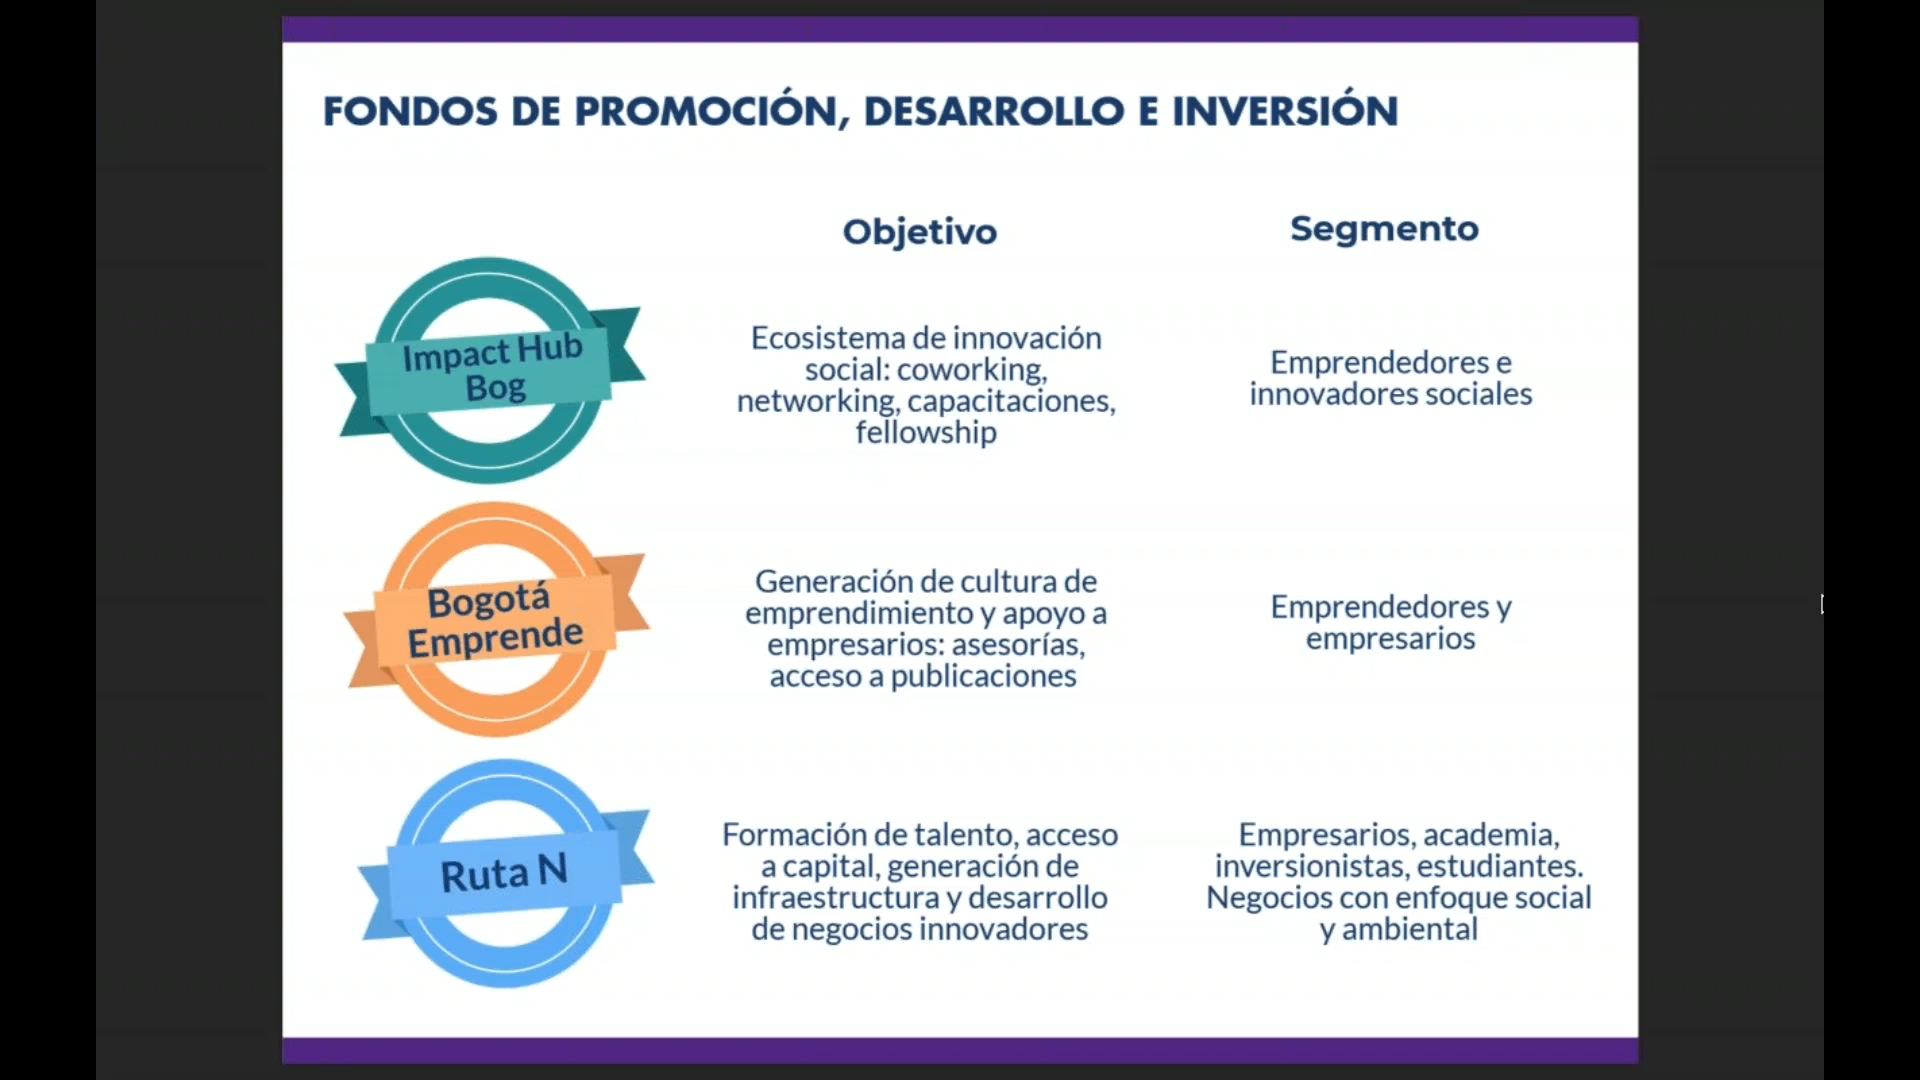 FONDOS DE PROMOCIÓN, DESARROLLO E INVERSIÓN
Objetivo
Segmento
Impact Hub
Bog
Ecosistema de innovación
social: coworking,
networking, capacitaciones,
fellowship
Emprendedores e
innovadores sociales
Bogotá
Emprende
Generación de cultura de
emprendimiento y apoyo a
empresarios: asesorías,
acceso a publicaciones
Emprendedores y
empresarios
Ruta N
Formación de talento, acceso
a capital, generación de
infraestructura y desarrollo
de negocios innovadores
Empresarios, academia,
inversionistas, estudiantes.
Negocios con enfoque social
y ambiental